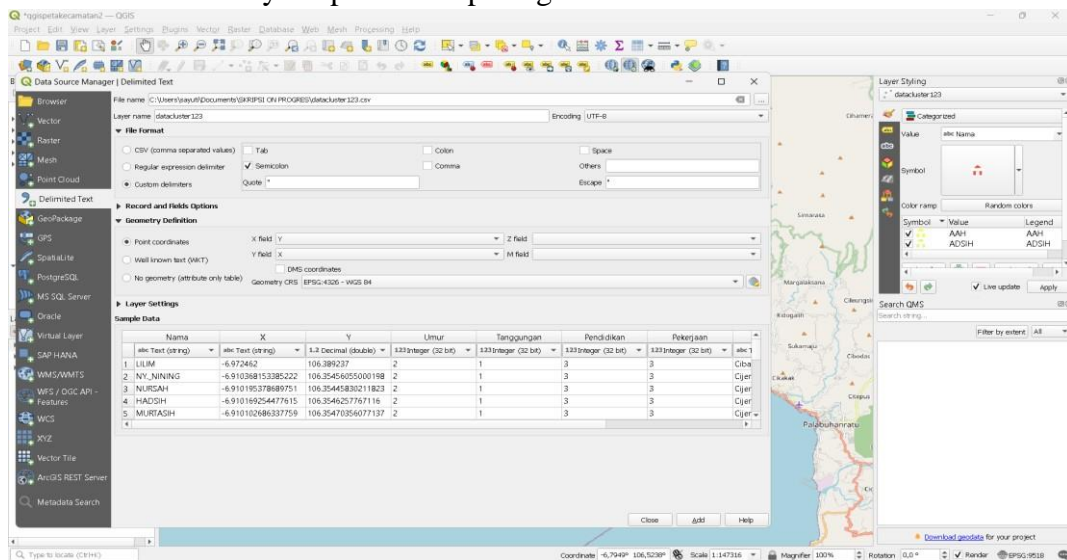 *qgispetakecamatan2 — QGIS
Project Edit View Layer Settings Plugins Vector Raster Database Web Mesh Processing Help
Data Source Manager | Delimited Text
Browser
Vector
Raster
Mesh
Point Cloud
Delimited Text
GeoPackage
GPS
SpatiaLite
PostgreSQL
MS SQL Server
Oracle
Virtual Layer
SAP HANA
WMS/WMTS
WFS / OGC API - Features
WCS
XYZ
Vector Tile
ArcGIS REST Server
Metadata Search
File name C:\Users\sayuti\Documents\SKRIPSI ON PROGRES\datacluster123.csv
Layer name datacluster123 Encoding UTF-8
File Format
CSV (comma separated values) Tab Colon Space
Regular expression delimiter Semicolon Comma Others
Custom delimiters Quote " Escape "
Record and Fields Options
Geometry Definition
Point coordinates X field Y Z field
Well known text (WKT) Y field X M field
DMS coordinates
No geometry (attribute only table) Geometry CRS EPSG:4326 - WGS 84
Layer Settings
Sample Data
Nama X Y Umur Tanggungan Pendidikan Pekerjaan
abc Text (string) abc Text (string) 1.2 Decimal (double) 123 Integer (32 bit) 123 Integer (32 bit) 123 Integer (32 bit) 123 Integer (32 bit) abc
1 LILIM -6.972462 106.389237 2 1 3 3 Ciba
2 NY._NINING -6.910368153385222 106.35456055000198 2 1 3 3 Cijer
3 NURSAH -6.910195378689751 106.35445830211823 2 1 3 3 Cijer
4 HADSIH -6.910169254477615 106.3546257767116 2 1 3 3 Cijer
5 MURTASIH -6.910102686337759 106.35470356077137 2 1 3 3 Cijer
Close Add Help
Simarasa
Margalaksana
Kidogalih
Sukamaju
Cibodas
Cikakak
Citepus
Palabuhanratu
Layer Styling
datacluster123
Categorized
Value abc Nama
Symbol
Color ramp Random colors
Symbol Value Legend
AAH AAH
ADSIH ADSIH
Live update Apply
Search QMS
Search string...
Filter by extent All
Download geodata for your project
Type to locate (Ctrl+K) Coordinate -6,7949° 106,5238° Scale 1:147316 Magnifier 100% Rotation 0,0 ° Render EPSG:9518